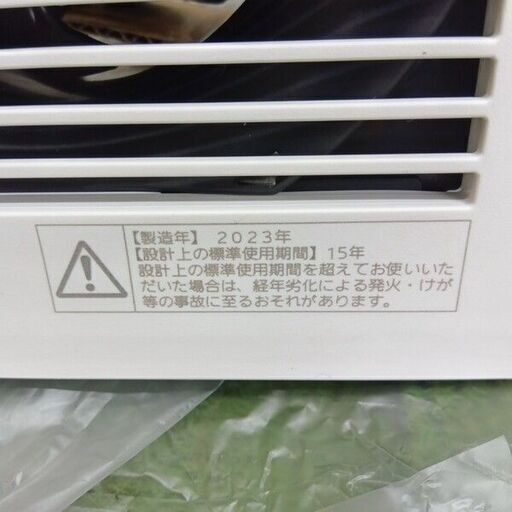 【製造年】 2023年
【設計上の標準使用期間】15年
設計上の標準使用期間を超えてお使いいた
だいた場合は、経年劣化による発火・けが
等の事故に至るおそれがあります。